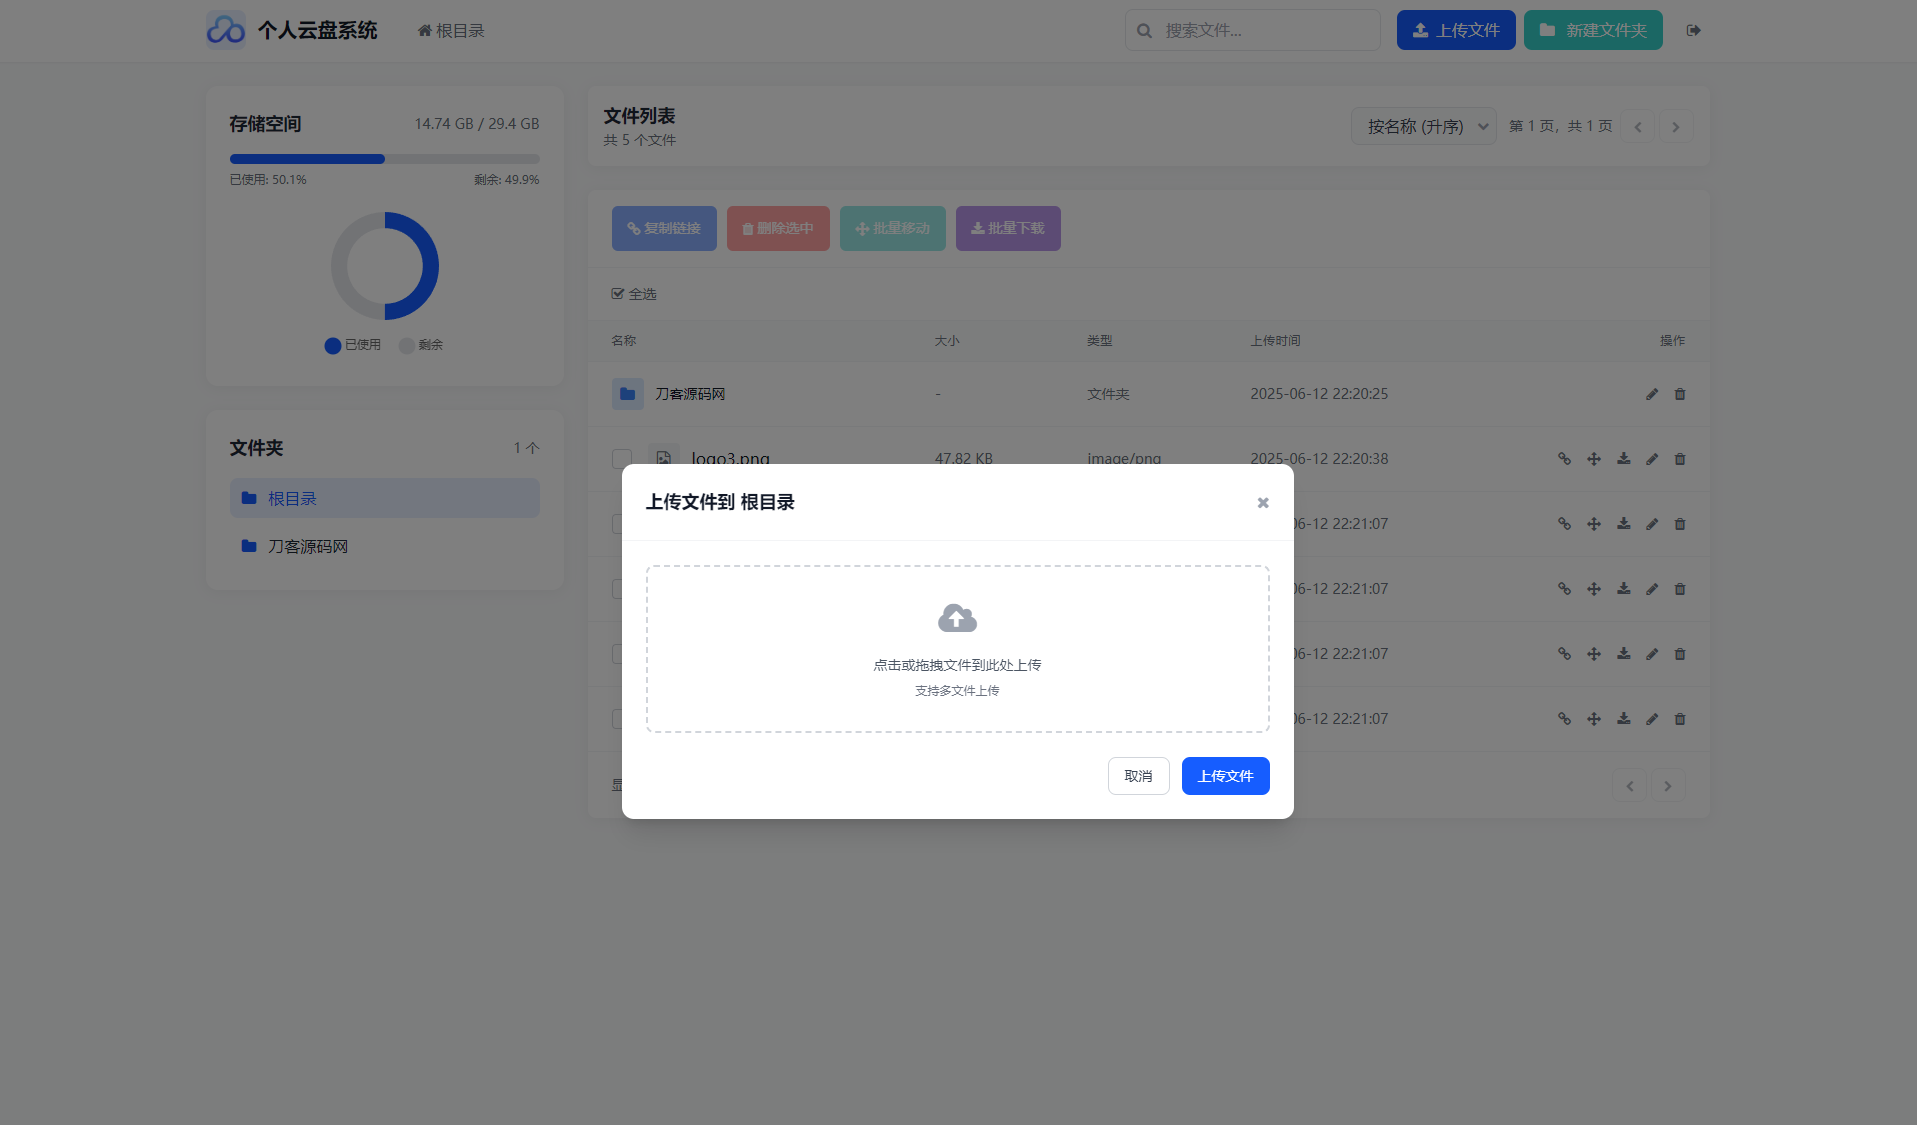 个人云盘系统
根目录
搜索文件...
上传文件
新建文件夹
存储空间
14.74 GB / 29.4 GB
已使用: 50.1%
剩余: 49.9%
已使用
剩余
文件夹
1 个
根目录
刀客源码网
文件列表
共 5 个文件
按名称 (升序)
第 1 页，共 1 页
复制链接
删除选中
批量移动
批量下载
全选
名称 大小 类型 上传时间 操作
刀客源码网 - 文件夹 2025-06-12 22:20:25
logo3.png 47.82 KB image/png 2025-06-12 22:20:38
06-12 22:21:07
06-12 22:21:07
06-12 22:21:07
06-12 22:21:07
上传文件到 根目录
点击或拖拽文件到此处上传
支持多文件上传
取消
上传文件